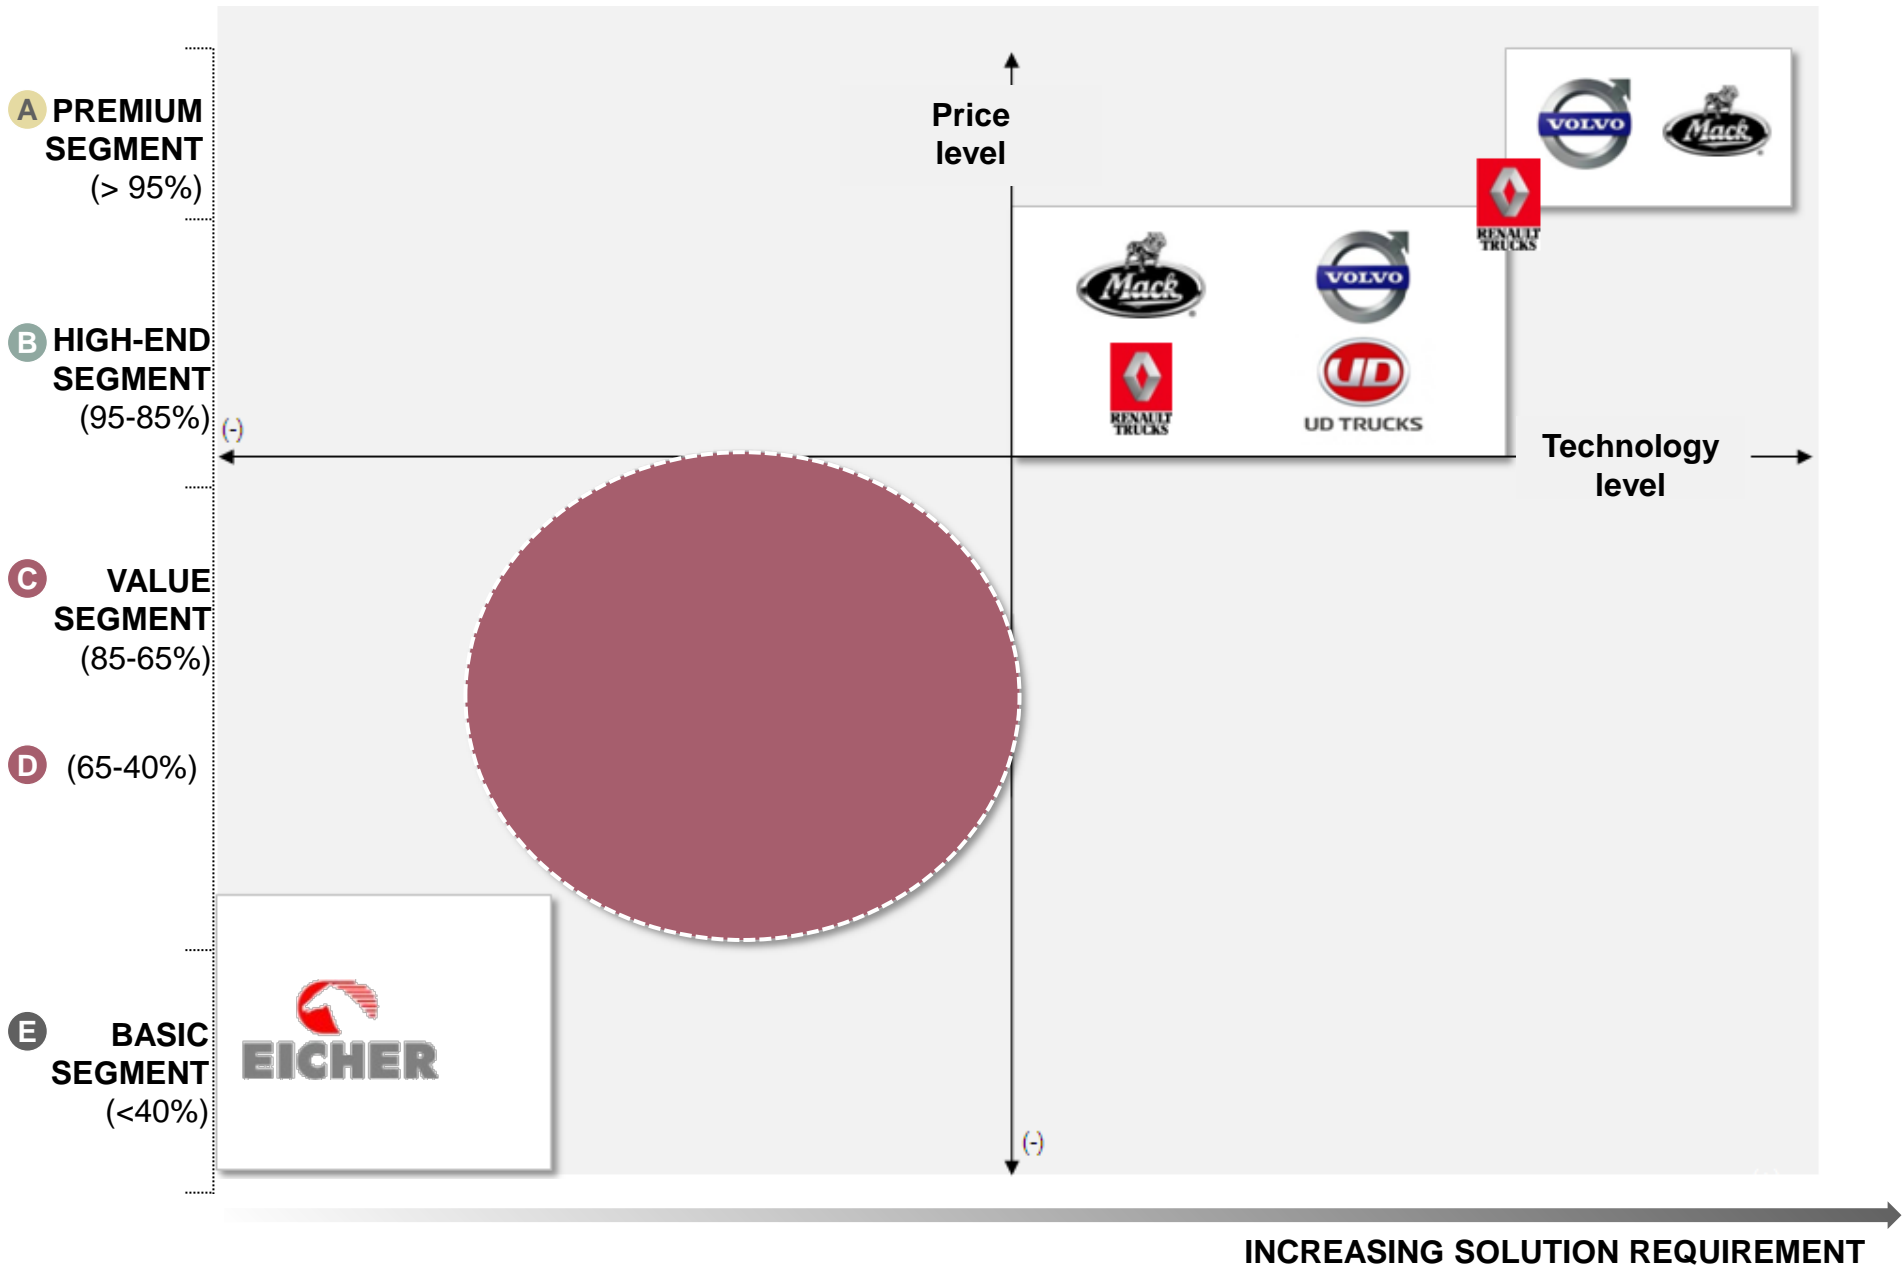 A PREMIUM
SEGMENT
(> 95%)
Price
level
VOLVO
Mack
RENAULT
TRUCKS
B HIGH-END
SEGMENT
(95-85%)
Mack
VOLVO
RENAULT
TRUCKS
UD
UD TRUCKS
(-)
Technology
level
C VALUE
SEGMENT
(85-65%)
D (65-40%)
E BASIC
SEGMENT
(<40%)
EICHER
(-)
INCREASING SOLUTION REQUIREMENT